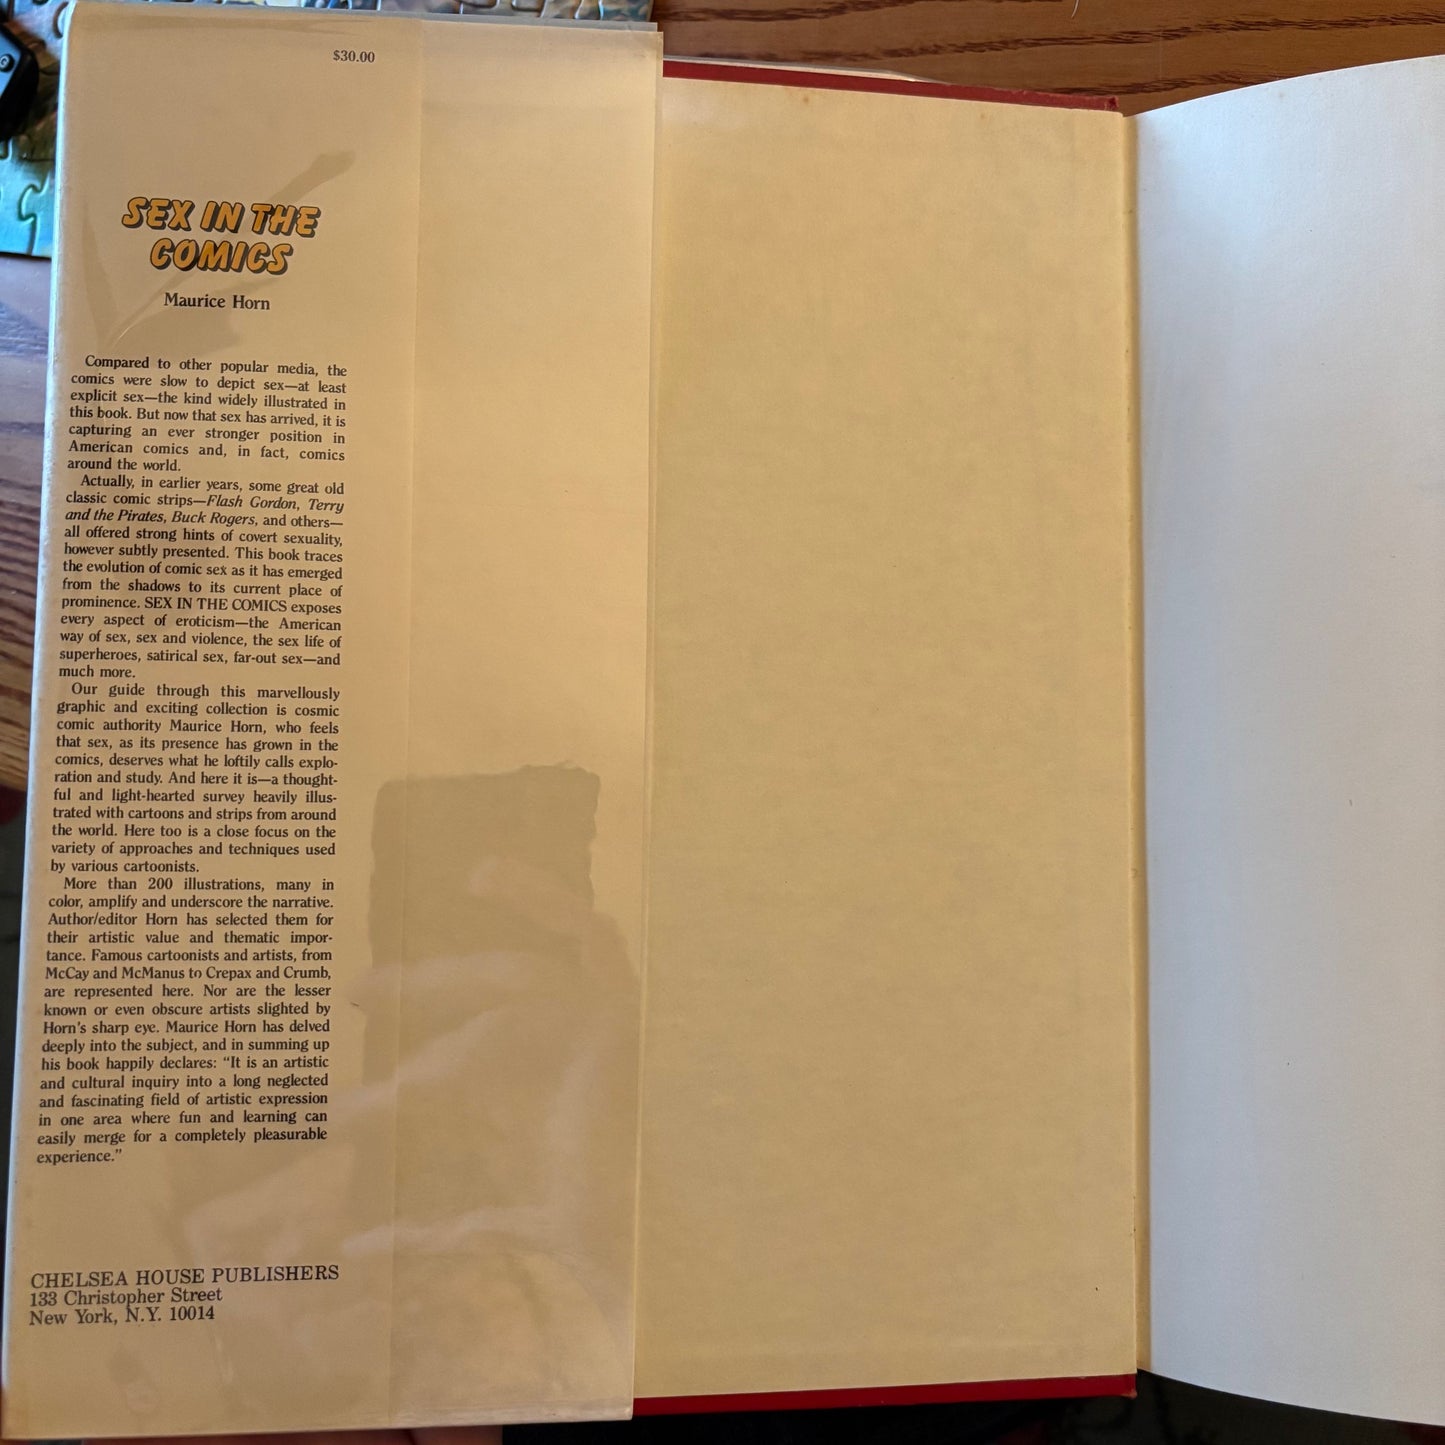 $30.00
SEX IN THE
COMICS
Maurice Horn
Compared to other popular media, the
comics were slow to depict sex—at least
explicit sex—the kind widely illustrated in
this book. But now that sex has arrived, it is
capturing an ever stronger position in
American comics and, in fact, comics
around the world.
Actually, in earlier years, some great old
classic comic strips—Flash Gordon, Terry
and the Pirates, Buck Rogers, and others—
all offered strong hints of covert sexuality,
however subtly presented. This book traces
the evolution of comic sex as it has emerged
from the shadows to its current place of
prominence. SEX IN THE COMICS exposes
every aspect of eroticism—the American
way of sex, sex and violence, the sex life of
superheroes, satirical sex, far-out sex—and
much more.
Our guide through this marvellously
graphic and exciting collection is cosmic
comic authority Maurice Horn, who feels
that sex, as its presence has grown in the
comics, deserves what he loftily calls explo-
ration and study. And here it is—a thought-
ful and light-hearted survey heavily illus-
trated with cartoons and strips from around
the world. Here too is a close focus on the
variety of approaches and techniques used
by various cartoonists.
More than 200 illustrations, many in
color, amplify and underscore the narrative.
Author/editor Horn has selected them for
their artistic value and thematic impor-
tance. Famous cartoonists and artists, from
McCay and McManus to Crepax and Crumb,
are represented here. Nor are the lesser
known or even obscure artists slighted by
Horn's sharp eye. Maurice Horn has delved
deeply into the subject, and in summing up
his book happily declares: “It is an artistic
and cultural inquiry into a long neglected
and fascinating field of artistic expression
in one area where fun and learning can
easily merge for a completely pleasurable
experience.”
CHELSEA HOUSE PUBLISHERS
133 Christopher Street
New York, N.Y. 10014